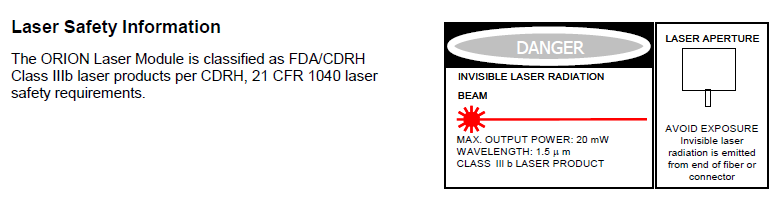 Laser Safety Information
The ORION Laser Module is classified as FDA/CDRH
Class IIIb laser products per CDRH, 21 CFR 1040 laser
safety requirements.
DANGER
INVISIBLE LASER RADIATION
BEAM
MAX. OUTPUT POWER: 20 mW
WAVELENGTH: 1.5 μ m
CLASS III b LASER PRODUCT
LASER APERTURE
AVOID EXPOSURE
Invisible laser
radiation is emitted
from end of fiber or
connector